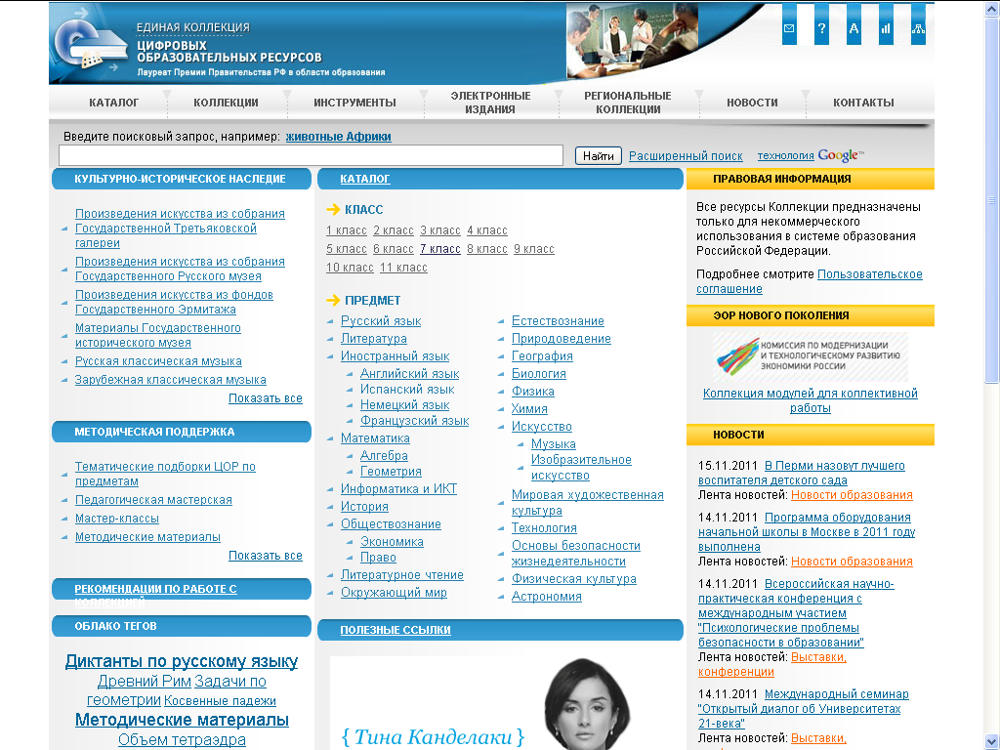 ЕДИНАЯ КОЛЛЕКЦИЯ
ЦИФРОВЫХ
ОБРАЗОВАТЕЛЬНЫХ РЕСУРСОВ
Лауреат Премии Правительства РФ в области образования
?
A
КАТАЛОГ
КОЛЛЕКЦИИ
ИНСТРУМЕНТЫ
ЭЛЕКТРОННЫЕ
ИЗДАНИЯ
РЕГИОНАЛЬНЫЕ
КОЛЛЕКЦИИ
НОВОСТИ
КОНТАКТЫ
Введите поисковый запрос, например: животные Африки
Найти Расширенный поиск технология Google™
КУЛЬТУРНО-ИСТОРИЧЕСКОЕ НАСЛЕДИЕ
Произведения искусства из собрания
Государственной Третьяковской
галереи
Произведения искусства из собрания
Государственного Русского музея
Произведения искусства из фондов
Государственного Эрмитажа
Материалы Государственного
исторического музея
Русская классическая музыка
Зарубежная классическая музыка
Показать все
МЕТОДИЧЕСКАЯ ПОДДЕРЖКА
Тематические подборки ЦОР по
предметам
Педагогическая мастерская
Мастер-классы
Методические материалы
Показать все
РЕКОМЕНДАЦИИ ПО РАБОТЕ С
КОЛЛЕКЦИЕЙ
ОБЛАКО ТЕГОВ
Диктанты по русскому языку
Древний Рим Задачи по
геометрии Косвенные падежи
Методические материалы
Объем тетраэдра
КАТАЛОГ
КЛАСС
1 класс 2 класс 3 класс 4 класс
5 класс 6 класс 7 класс 8 класс 9 класс
10 класс 11 класс
ПРЕДМЕТ
Русский язык
Литература
Иностранный язык
Английский язык
Испанский язык
Немецкий язык
Французский язык
Математика
Алгебра
Геометрия
Информатика и ИКТ
История
Обществознание
Экономика
Право
Литературное чтение
Окружающий мир
Естествознание
Природоведение
География
Биология
Физика
Химия
Искусство
Музыка
Изобразительное
искусство
Мировая художественная
культура
Технология
Основы безопасности
жизнедеятельности
Физическая культура
Астрономия
ПОЛЕЗНЫЕ ССЫЛКИ
{ Тина Канделаки }
ПРАВОВАЯ ИНФОРМАЦИЯ
Все ресурсы Коллекции предназначены
только для некоммерческого
использования в системе образования
Российской Федерации.
Подробнее смотрите Пользовательское
соглашение
ЭОР НОВОГО ПОКОЛЕНИЯ
КОМИССИЯ ПО МОДЕРНИЗАЦИИ
И ТЕХНОЛОГИЧЕСКОМУ РАЗВИТИЮ
ЭКОНОМИКИ РОССИИ
Коллекция модулей для коллективной
работы
НОВОСТИ
15.11.2011 В Перми назовут лучшего
воспитателя детского сада
Лента новостей: Новости образования
14.11.2011 Программа оборудования
начальной школы в Москве в 2011 году
выполнена
Лента новостей: Новости образования
14.11.2011 Всероссийская научно-
практическая конференция с
международным участием
"Психологические проблемы
безопасности в образовании"
Лента новостей: Выставки,
конференции
14.11.2011 Международный семинар
"Открытый диалог об Университетах
21-века"
Лента новостей: Выставки,